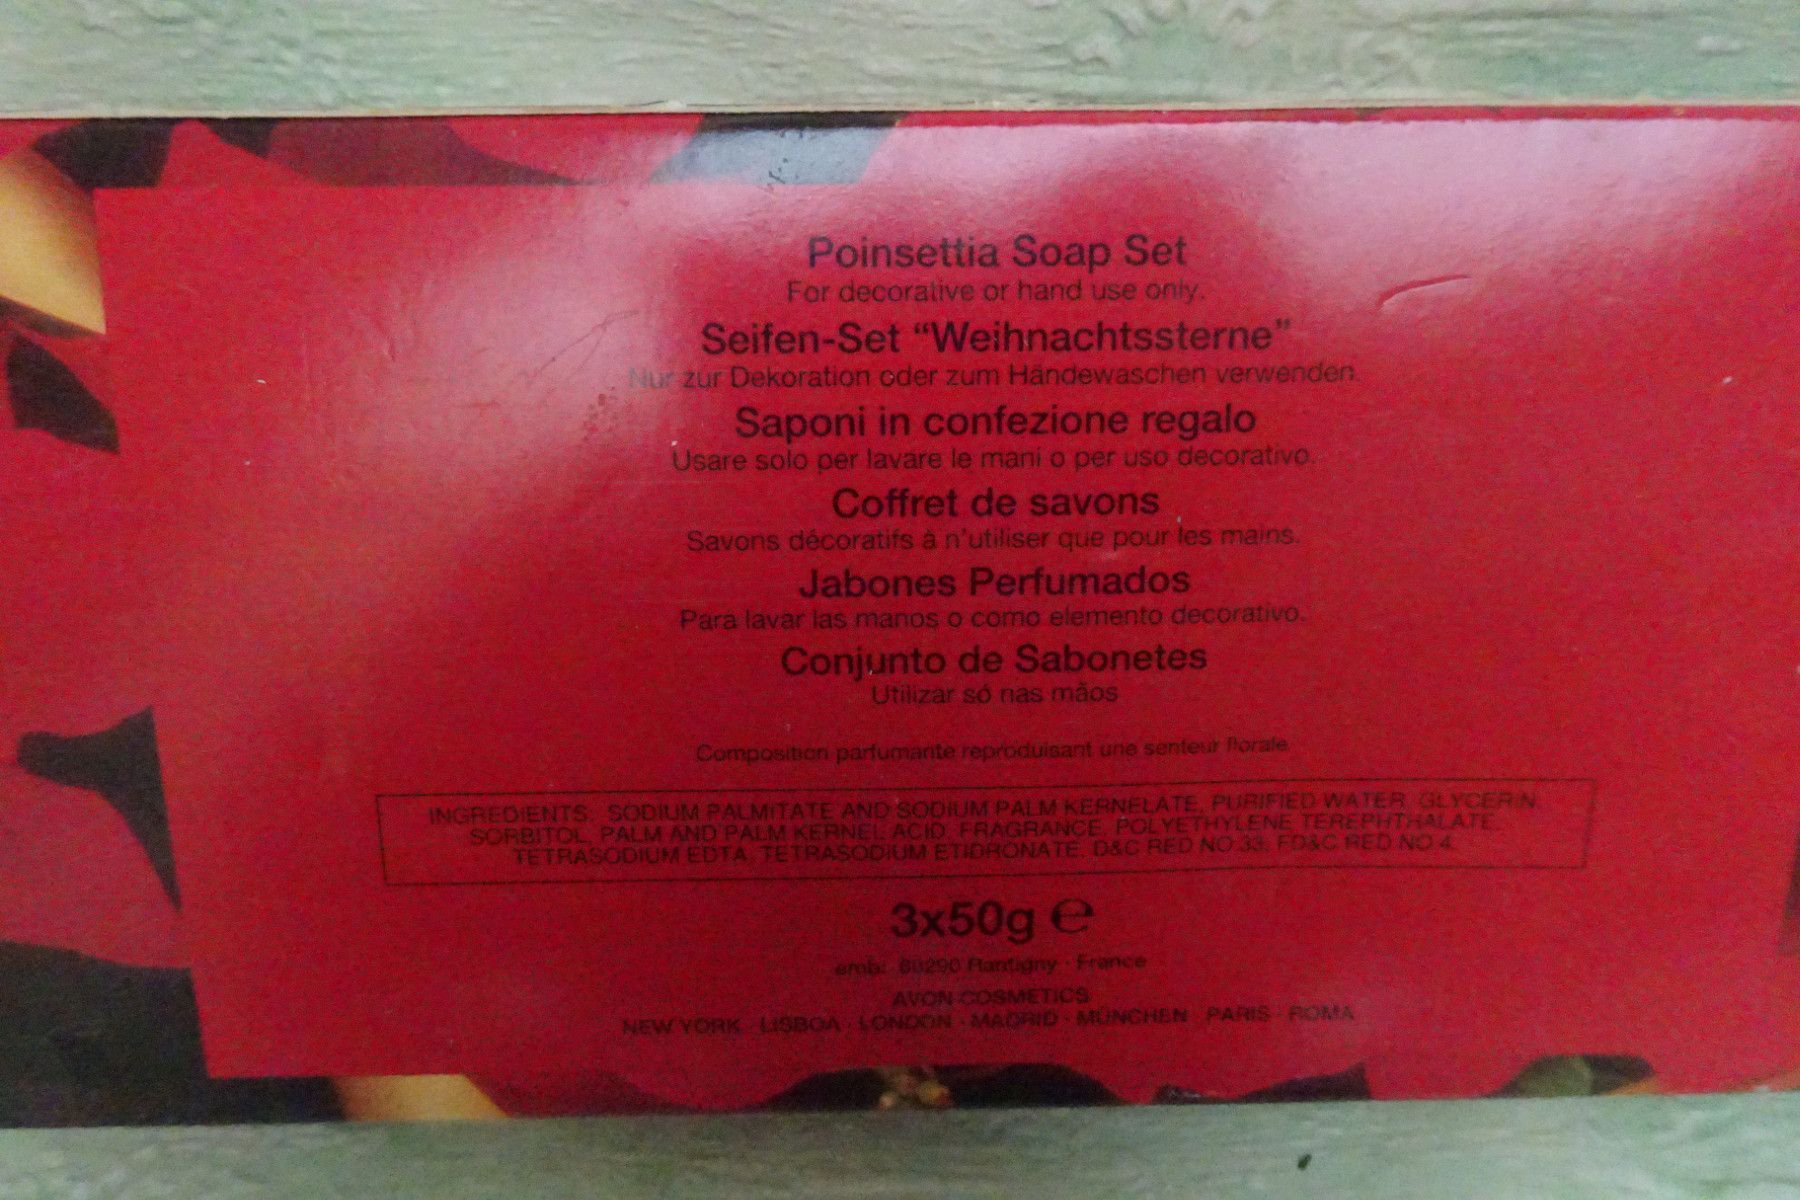 Poinsettia Soap Set
For decorative or hand use only.
Seifen-Set “Weihnachtssterne”
Nur zur Dekoration oder zum Händewaschen verwenden.
Saponi in confezione regalo
Usare solo per lavare le mani o per uso decorativo.
Coffret de savons
Savons décoratifs à n'utiliser que pour les mains.
Jabones Perfumados
Para lavar las manos o como elemento decorativo.
Conjunto de Sabonetes
Utilizar só nas mãos
Composition parfumante reproduisant une senteur florale
INGREDIENTS: SODIUM PALMITATE AND SODIUM PALM KERNELATE, PURIFIED WATER, GLYCERIN,
SORBITOL, PALM AND PALM KERNEL ACID, FRAGRANCE, POLYETHYLENE TEREPHTHALATE,
TETRASODIUM EDTA, TETRASODIUM ETIDRONATE, D&C RED NO 33, FD&C RED NO 4.
3x50g ℮
emb: 60290 Rantigny · France
AVON COSMETICS
NEW YORK · LISBOA · LONDON · MADRID · MÜNCHEN · PARIS · ROMA